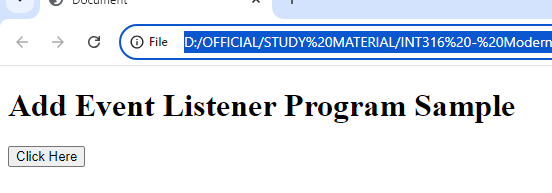 Document
File
D:/OFFICIAL/STUDY%20MATERIAL/INT316%20-%20Modern
Add Event Listener Program Sample
Click Here